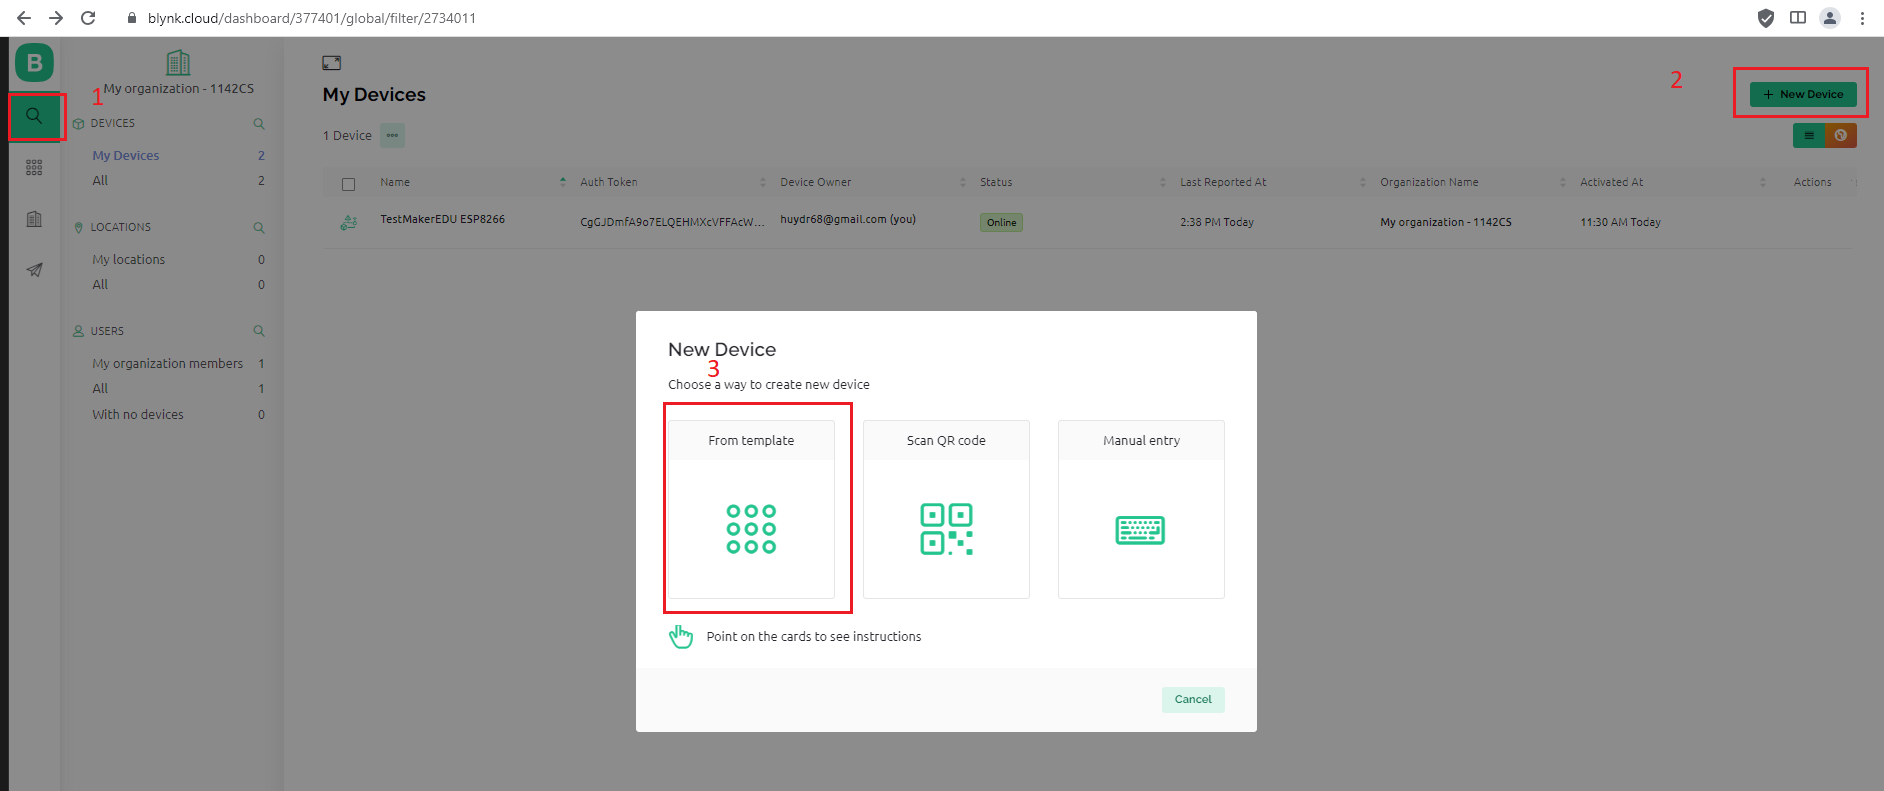 blynk.cloud/dashboard/377401/global/filter/2734011
B
My organization - 1142CS
1
DEVICES
My Devices 2
All 2
LOCATIONS
My locations 0
All 0
USERS
My organization members 1
All 1
With no devices 0
My Devices
2
+ New Device
1 Device
Name Auth Token Device Owner Status Last Reported At Organization Name Activated At Actions
TestMakerEDU ESP8266 CgGJDmfA9o7ELQEHMXcVFFAcW... huydr68@gmail.com (you) Online 2:38 PM Today My organization - 1142CS 11:30 AM Today
New Device
3
Choose a way to create new device
From template Scan QR code Manual entry
Point on the cards to see instructions
Cancel